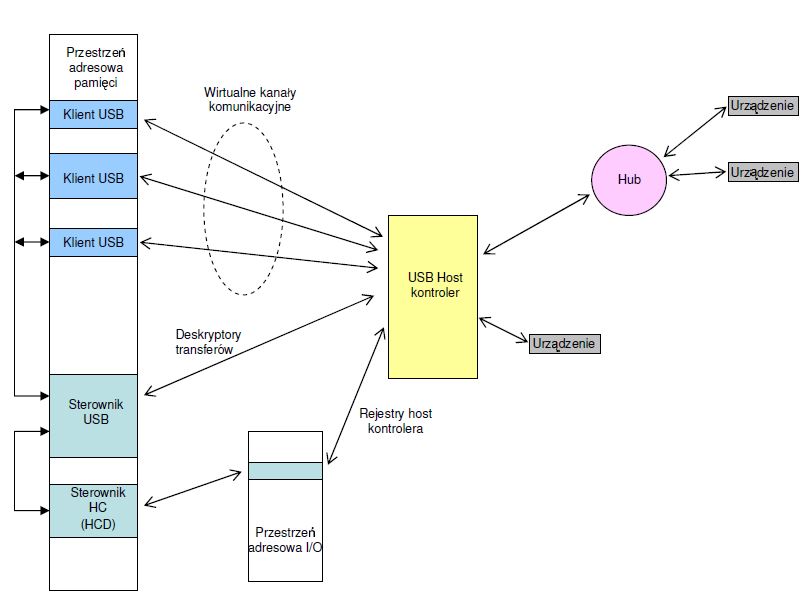 Przestrzeń
adresowa
pamięci
Klient USB
Klient USB
Klient USB
Sterownik
USB
Sterownik
HC
(HCD)
Wirtualne kanały
komunikacyjne
Deskryptory
transferów
Rejestry host
kontrolera
Przestrzeń
adresowa I/O
USB Host
kontroler
Hub
Urządzenie
Urządzenie
Urządzenie